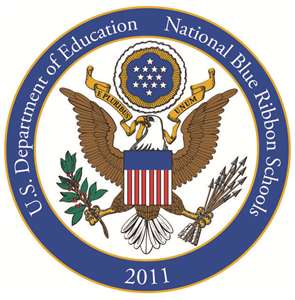 U.S. Department of Education National Blue Ribbon Schools
E PLURIBUS UNUM
2011